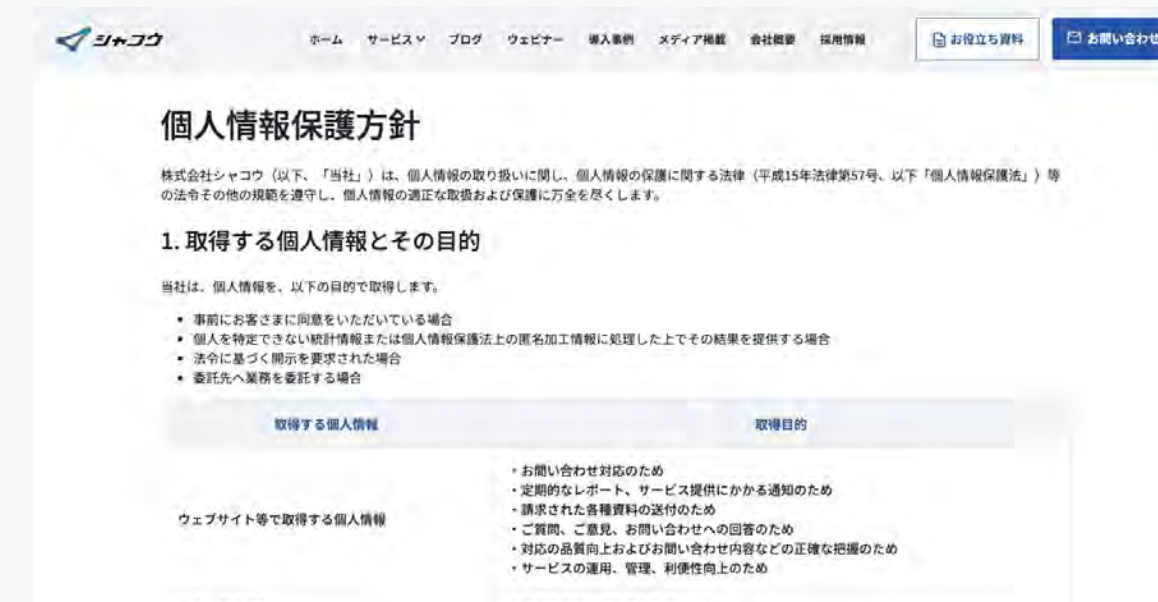 シャコウ
ホーム サービス ブログ ウェビナー 導入事例 メディア掲載 会社概要 採用情報 お役立ち資料 お問い合わせ
個人情報保護方針
株式会社シャコウ（以下、「当社」）は、個人情報の取り扱いに関し、個人情報の保護に関する法律（平成15年法律第57号、以下「個人情報保護法」）等
の法令その他の規範を遵守し、個人情報の適正な取扱および保護に万全を尽くします。
1. 取得する個人情報とその目的
当社は、個人情報を、以下の目的で取得します。
• 事前にお客さまに同意をいただいている場合
• 個人を特定できない統計情報または個人情報保護法上の匿名加工情報に処理した上でその結果を提供する場合
• 法令に基づく開示を要求された場合
• 委託先へ業務を委託する場合
取得する個人情報 取得目的
ウェブサイト等で取得する個人情報
・お問い合わせ対応のため
・定期的なレポート、サービス提供にかかる通知のため
・請求された各種資料の送付のため
・ご質問、ご意見、お問い合わせへの回答のため
・対応の品質向上およびお問い合わせ内容などの正確な把握のため
・サービスの運用、管理、利便性向上のため